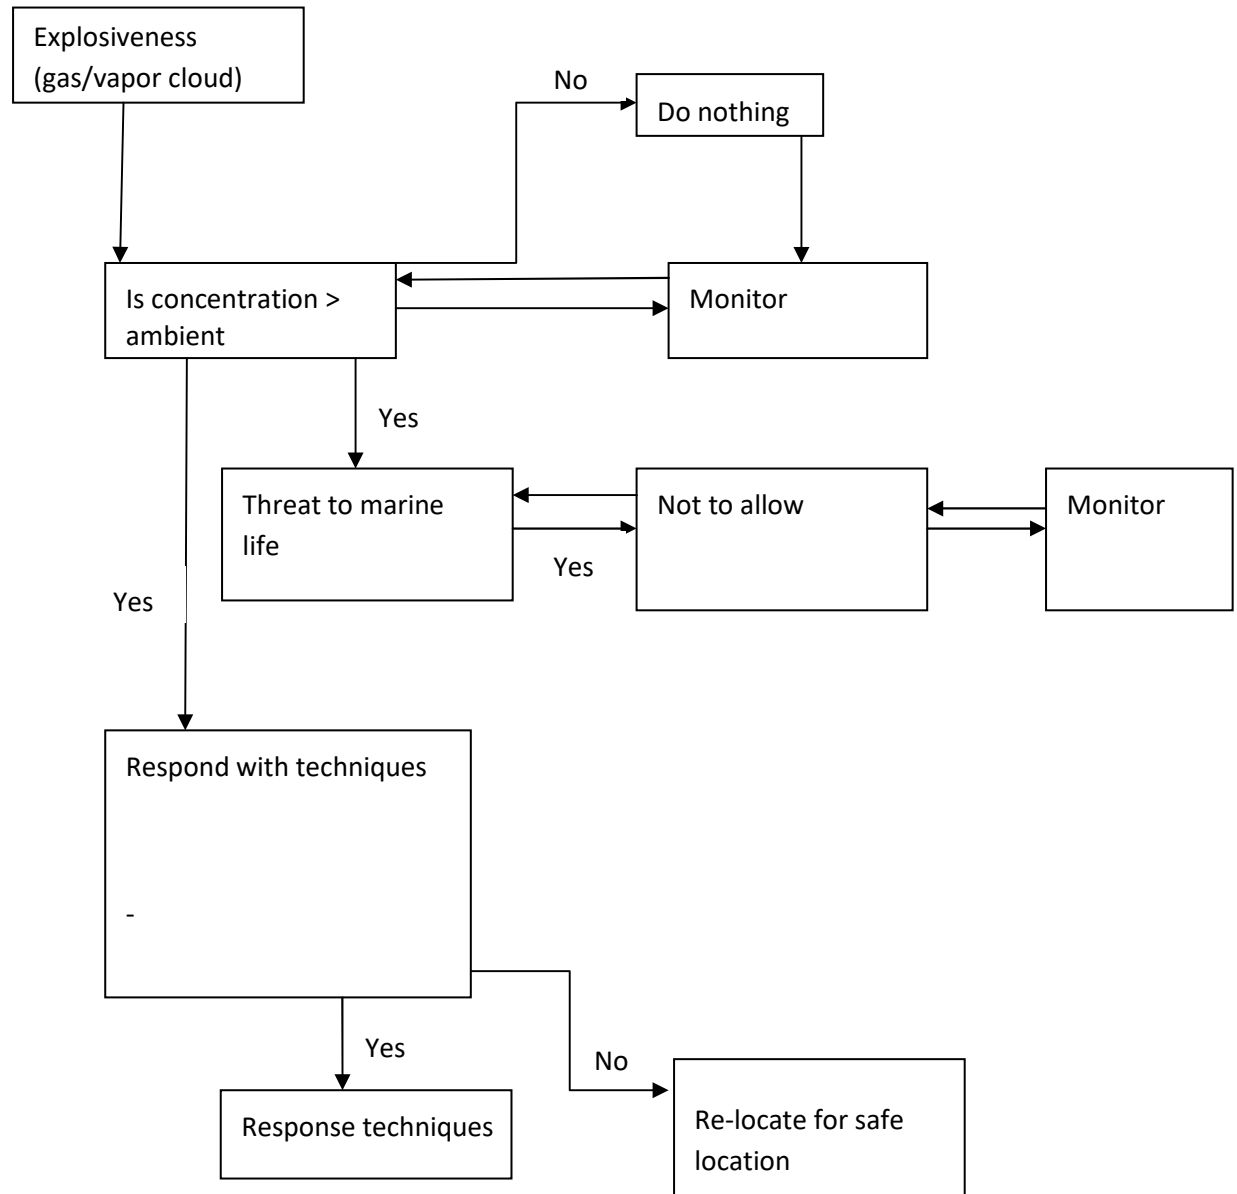 Explosiveness
(gas/vapor cloud)
No
Do nothing
Is concentration >
ambient
Monitor
Yes
Threat to marine
life
Yes
Not to allow
Monitor
Yes
Respond with techniques
-
Yes
Response techniques
No
Re-locate for safe
location